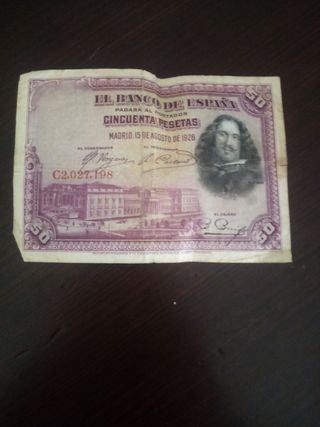 EL BANCO DE ESPAÑA
PAGARÁ AL PORTADOR
CINCUENTA PESETAS
MADRID, 15 DE AGOSTO DE 1928
EL GOBERNADOR
C2,027,198
EL CAJERO
50
50
50